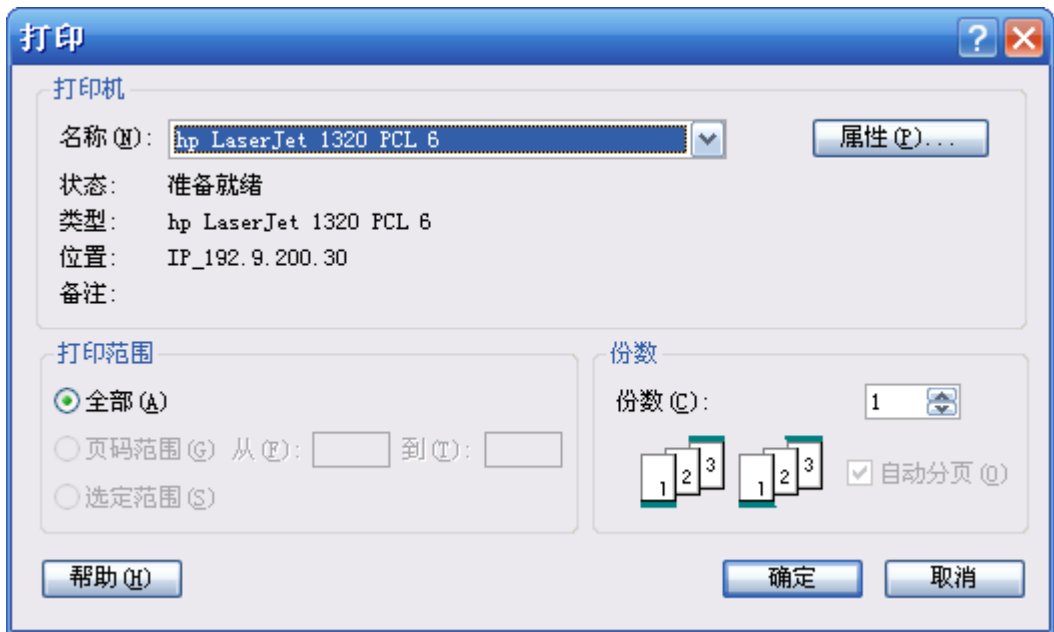 打印
打印机
名称(N): hp LaserJet 1320 PCL 6 属性(P)...
状态: 准备就绪
类型: hp LaserJet 1320 PCL 6
位置: IP_192.9.200.30
备注:
打印范围
全部(A)
页码范围(G) 从(F): 到(T):
选定范围(S)
份数
份数(C): 1
1 2 3 1 2 3 自动分页(O)
帮助(H) 确定 取消